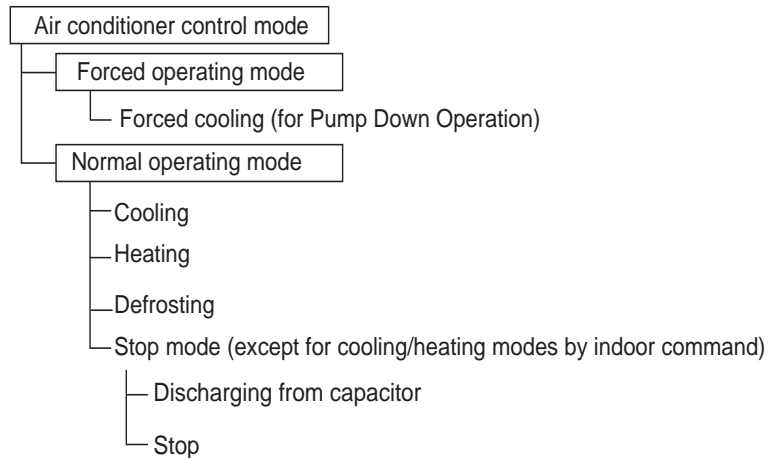 Air conditioner control mode
Forced operating mode
Forced cooling (for Pump Down Operation)
Normal operating mode
Cooling
Heating
Defrosting
Stop mode (except for cooling/heating modes by indoor command)
Discharging from capacitor
Stop